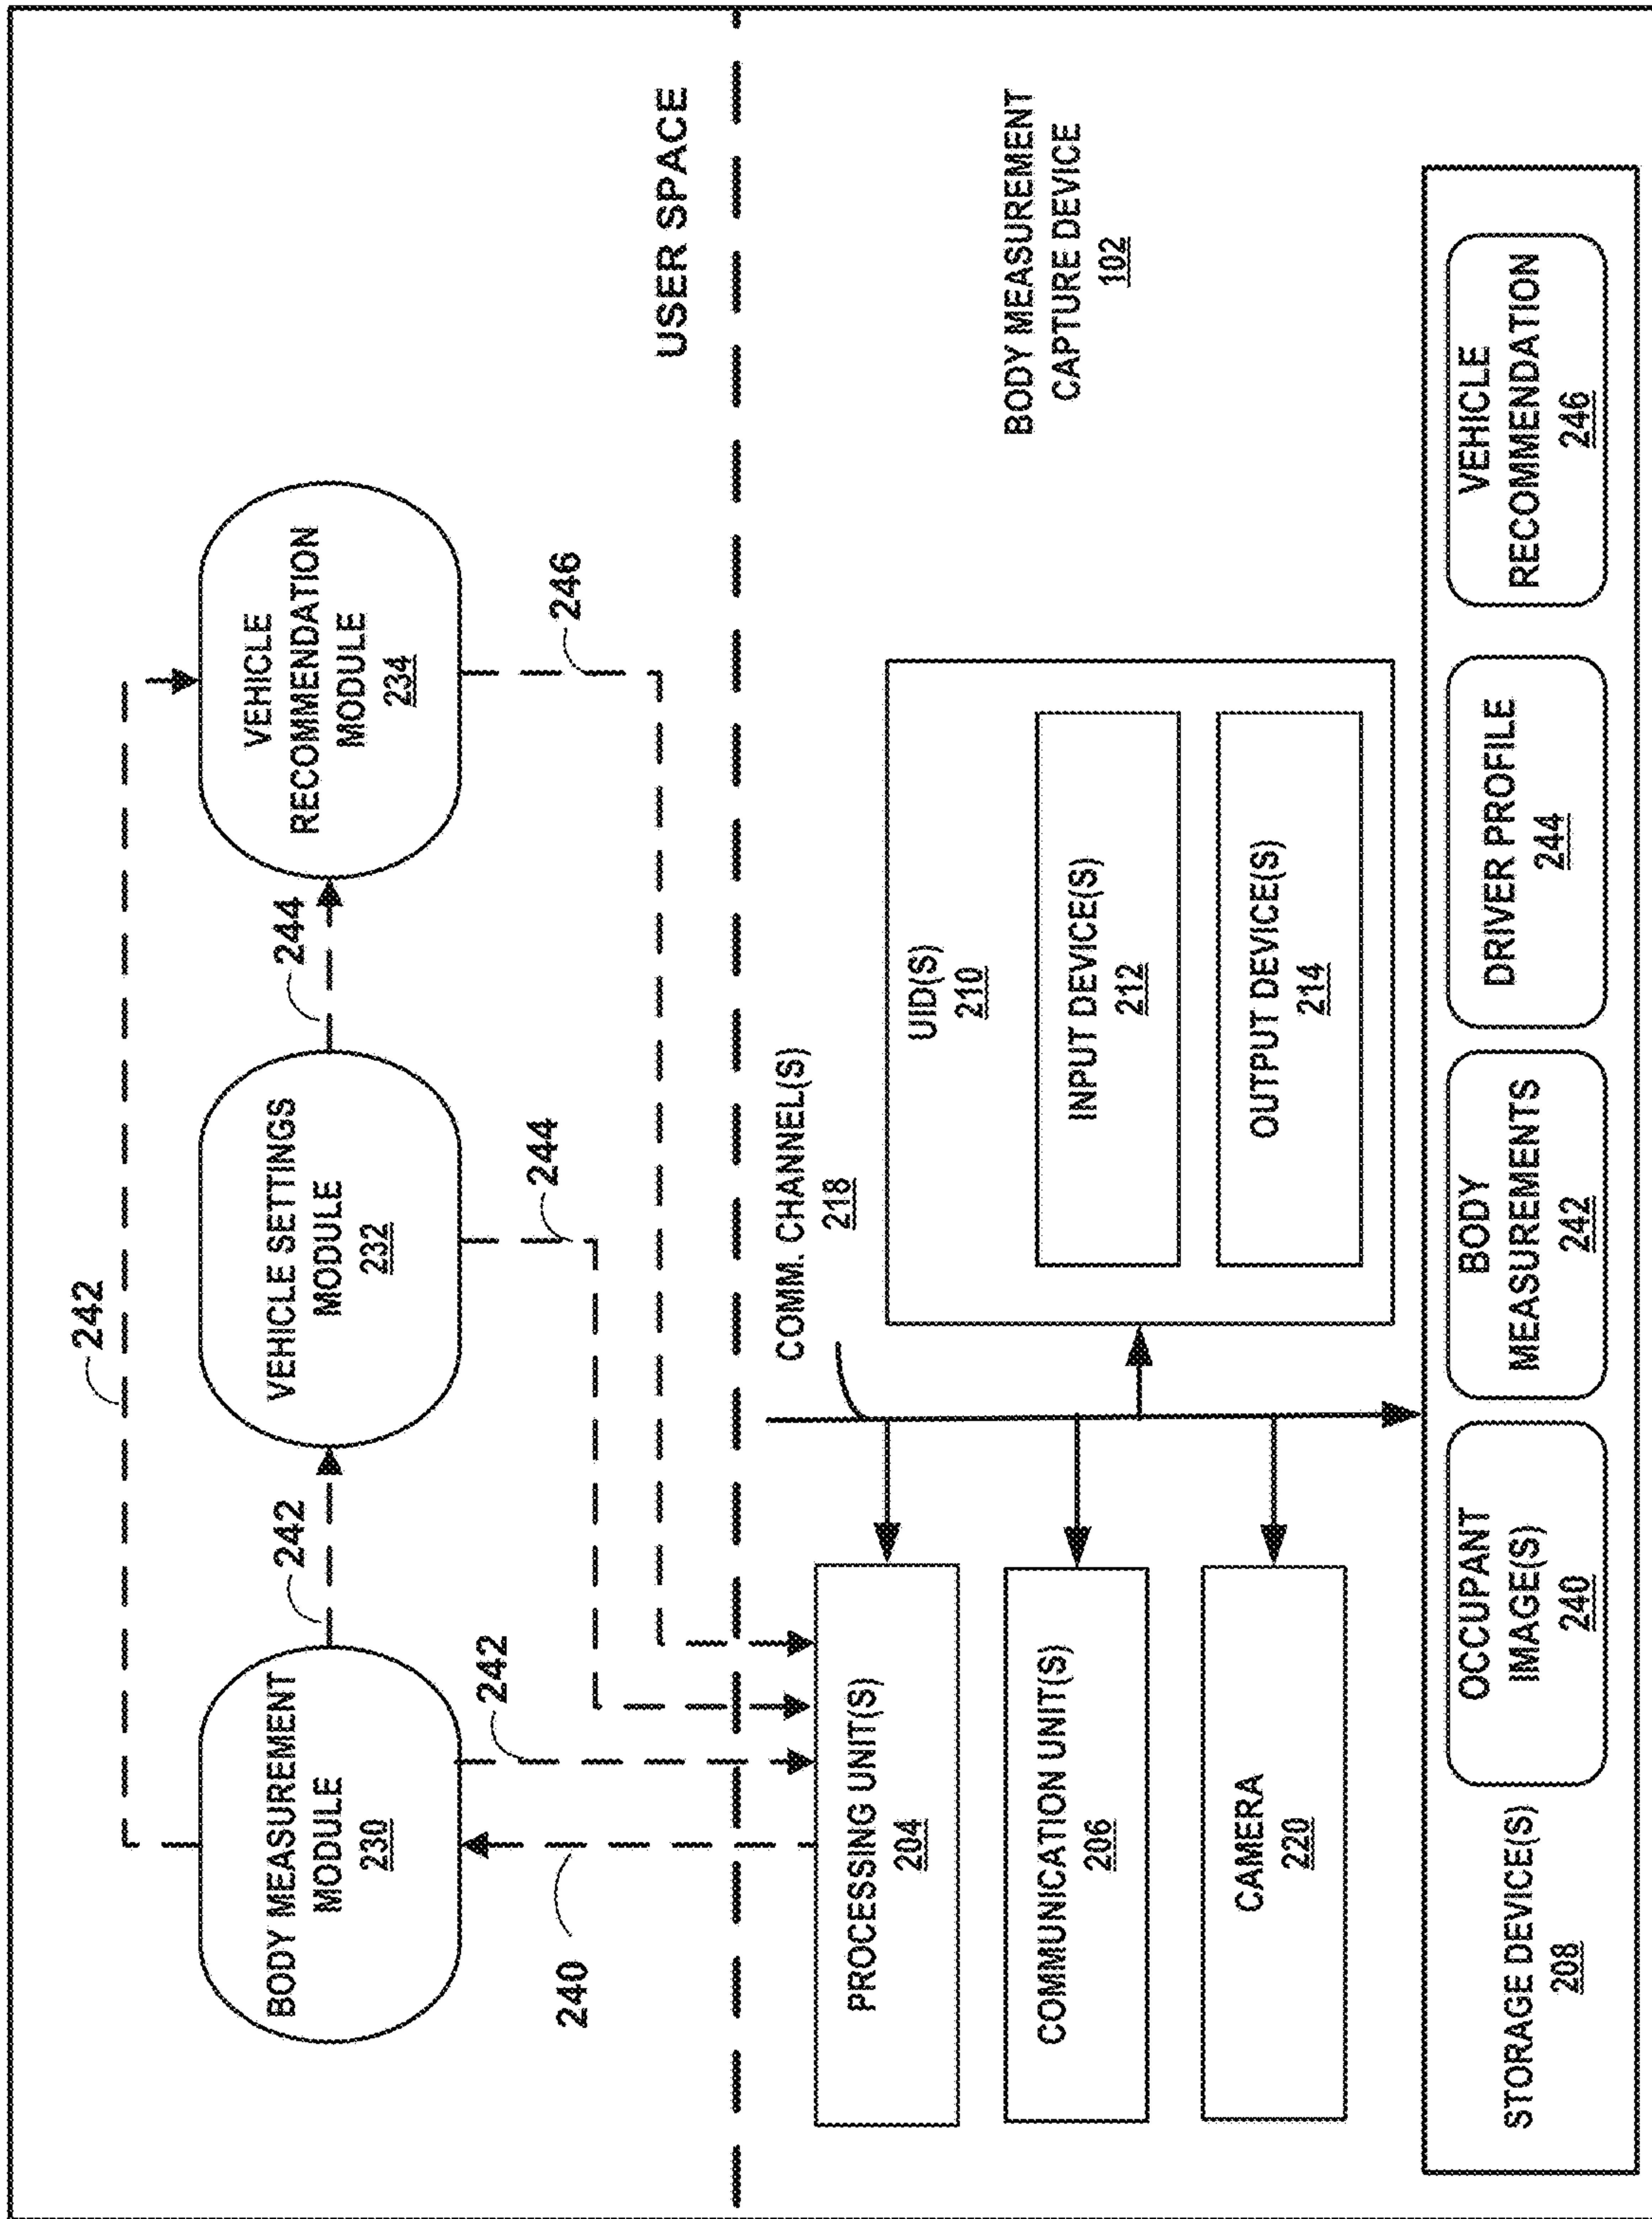 242
BODY MEASUREMENT
MODULE
230
242
VEHICLE SETTINGS
MODULE
232
244
VEHICLE
RECOMMENDATION
MODULE
234
240
242
244
246
USER SPACE
COMM. CHANNEL(S)
218
PROCESSING UNIT(S)
204
COMMUNICATION UNIT(S)
206
CAMERA
220
UID(S)
210
INPUT DEVICE(S)
212
OUTPUT DEVICE(S)
214
BODY MEASUREMENT
CAPTURE DEVICE
102
STORAGE DEVICE(S)
208
OCCUPANT
IMAGE(S)
240
BODY
MEASUREMENTS
242
DRIVER PROFILE
244
VEHICLE
RECOMMENDATION
246